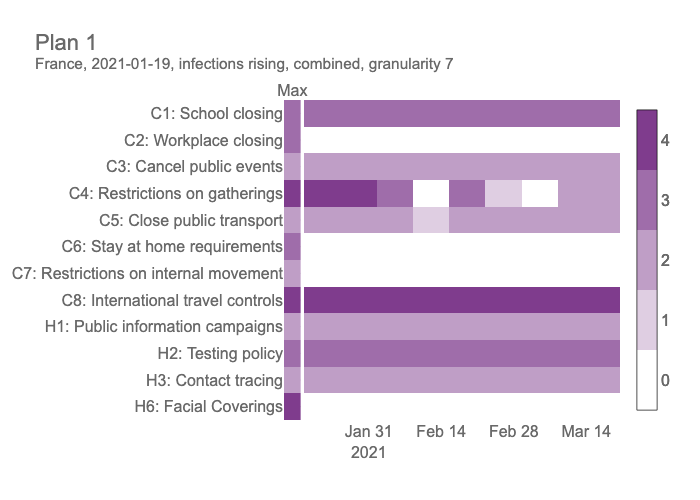 Plan 1
France, 2021-01-19, infections rising, combined, granularity 7
Max
C1: School closing
C2: Workplace closing
C3: Cancel public events
C4: Restrictions on gatherings
C5: Close public transport
C6: Stay at home requirements
C7: Restrictions on internal movement
C8: International travel controls
H1: Public information campaigns
H2: Testing policy
H3: Contact tracing
H6: Facial Coverings
Jan 31 Feb 14 Feb 28 Mar 14
2021
4
3
2
1
0